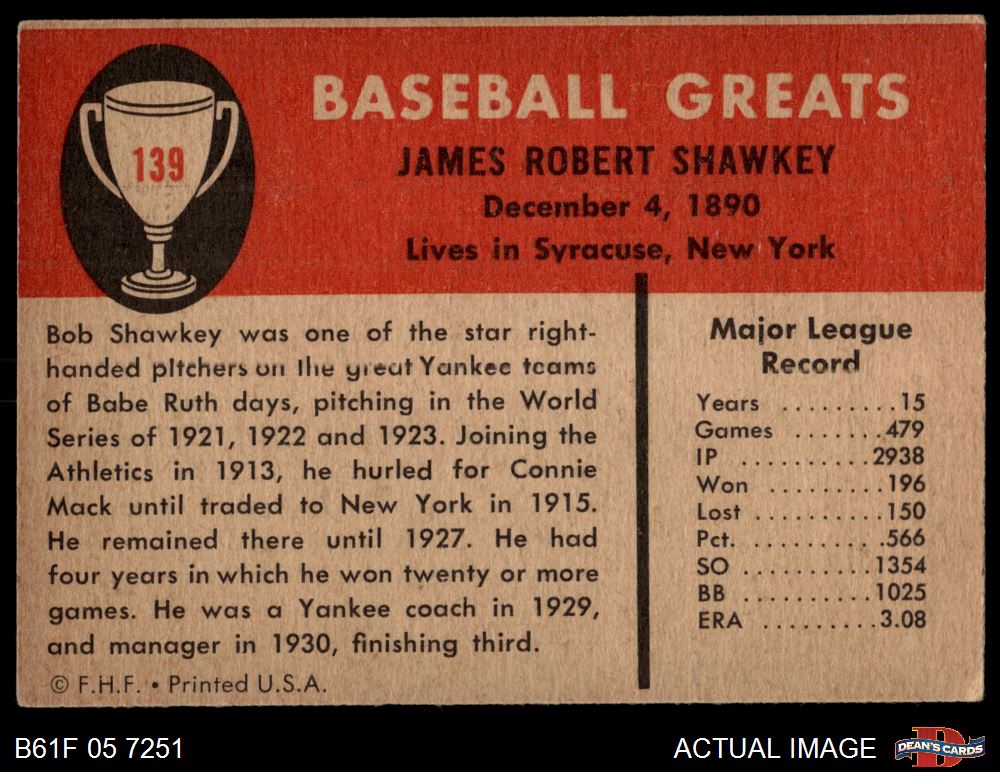 139
BASEBALL GREATS
JAMES ROBERT SHAWKEY
December 4, 1890
Lives in Syracuse, New York
Bob Shawkey was one of the star right-
handed pitchers on the great Yankee teams
of Babe Ruth days, pitching in the World
Series of 1921, 1922 and 1923. Joining the
Athletics in 1913, he hurled for Connie
Mack until traded to New York in 1915.
He remained there until 1927. He had
four years in which he won twenty or more
games. He was a Yankee coach in 1929,
and manager in 1930, finishing third.
© F.H.F. • Printed U.S.A.
Major League
Record
Years .........15
Games .......479
IP ..........2938
Won .........196
Lost ..........150
Pct. ..........566
SO ..........1354
BB ..........1025
ERA .........3.08
B61F 05 7251
ACTUAL IMAGE
D
DEAN'S CARDS